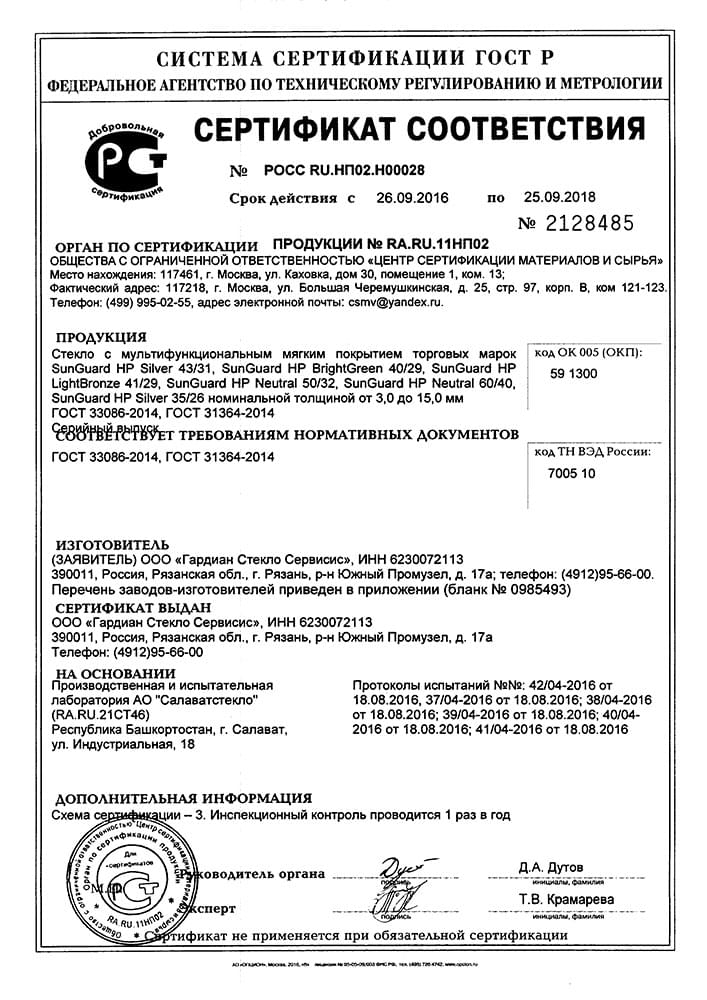 СИСТЕМА СЕРТИФИКАЦИИ ГОСТ Р
ФЕДЕРАЛЬНОЕ АГЕНТСТВО ПО ТЕХНИЧЕСКОМУ РЕГУЛИРОВАНИЮ И МЕТРОЛОГИИ
Добровольная
сертификация
СЕРТИФИКАТ СООТВЕТСТВИЯ
№ РОСС RU.НП02.Н00028
Срок действия с 26.09.2016 по 25.09.2018
№ 2128485
ОРГАН ПО СЕРТИФИКАЦИИ ПРОДУКЦИИ № RA.RU.11НП02
ОБЩЕСТВА С ОГРАНИЧЕННОЙ ОТВЕТСТВЕННОСТЬЮ «ЦЕНТР СЕРТИФИКАЦИИ МАТЕРИАЛОВ И СЫРЬЯ»
Место нахождения: 117461, г. Москва, ул. Каховка, дом 30, помещение 1, ком. 13;
Фактический адрес: 117218, г. Москва, ул. Большая Черемушкинская, д. 25, стр. 97, корп. В, ком 121-123.
Телефон: (499) 995-02-55, адрес электронной почты: csmv@yandex.ru.
ПРОДУКЦИЯ
Стекло с мультифункциональным мягким покрытием торговых марок
SunGuard HP Silver 43/31, SunGuard HP BrightGreen 40/29, SunGuard HP
LightBronze 41/29, SunGuard HP Neutral 50/32, SunGuard HP Neutral 60/40,
SunGuard HP Silver 35/26 номинальной толщиной от 3,0 до 15,0 мм
ГОСТ 33086-2014, ГОСТ 31364-2014
Серийный выпуск
код ОК 005 (ОКП):
59 1300
СООТВЕТСТВУЕТ ТРЕБОВАНИЯМ НОРМАТИВНЫХ ДОКУМЕНТОВ
ГОСТ 33086-2014, ГОСТ 31364-2014
код ТН ВЭД России:
7005 10
ИЗГОТОВИТЕЛЬ
(ЗАЯВИТЕЛЬ) ООО «Гардиан Стекло Сервисис», ИНН 6230072113
390011, Россия, Рязанская обл., г. Рязань, р-н Южный Промузел, д. 17а; телефон: (4912)95-66-00.
Перечень заводов-изготовителей приведен в приложении (бланк № 0985493)
СЕРТИФИКАТ ВЫДАН
ООО «Гардиан Стекло Сервисис», ИНН 6230072113
390011, Россия, Рязанская обл., г. Рязань, р-н Южный Промузел, д. 17а
Телефон: (4912)95-66-00
НА ОСНОВАНИИ
Производственная и испытательная
лаборатория АО "Салаватстекло"
(RA.RU.21СТ46)
Республика Башкортостан, г. Салават,
ул. Индустриальная, 18
Протоколы испытаний №№: 42/04-2016 от
18.08.2016, 37/04-2016 от 18.08.2016; 38/04-2016
от 18.08.2016; 39/04-2016 от 18.08.2016; 40/04-
2016 от 18.08.2016; 41/04-2016 от 18.08.2016
ДОПОЛНИТЕЛЬНАЯ ИНФОРМАЦИЯ
Схема сертификации – 3. Инспекционный контроль проводится 1 раз в год
Для
сертификатов
RA.RU.11НП02
М.П.
Руководитель органа
подпись
Д.А. Дутов
инициалы, фамилия
Эксперт
подпись
Т.В. Крамарева
инициалы, фамилия
Сертификат не применяется при обязательной сертификации